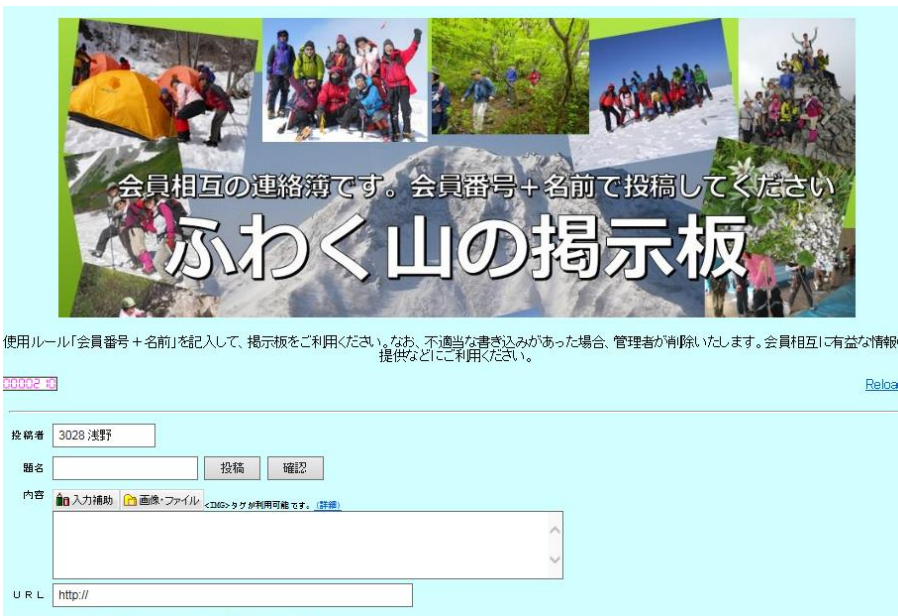 会員相互の連絡簿です。会員番号+名前で投稿してください
ふわく山の掲示板
使用ルール「会員番号+名前」を記入して、掲示板をご利用ください。なお、不適当な書き込みがあった場合、管理者が削除いたします。会員相互に有益な情報
提供などにご利用ください。
0000210
Reloa
投稿者 3028 浅野
題名 投稿 確認
内容 入力補助 画像・ファイル <IMG>タグが利用可能です。(詳細)
URL http://